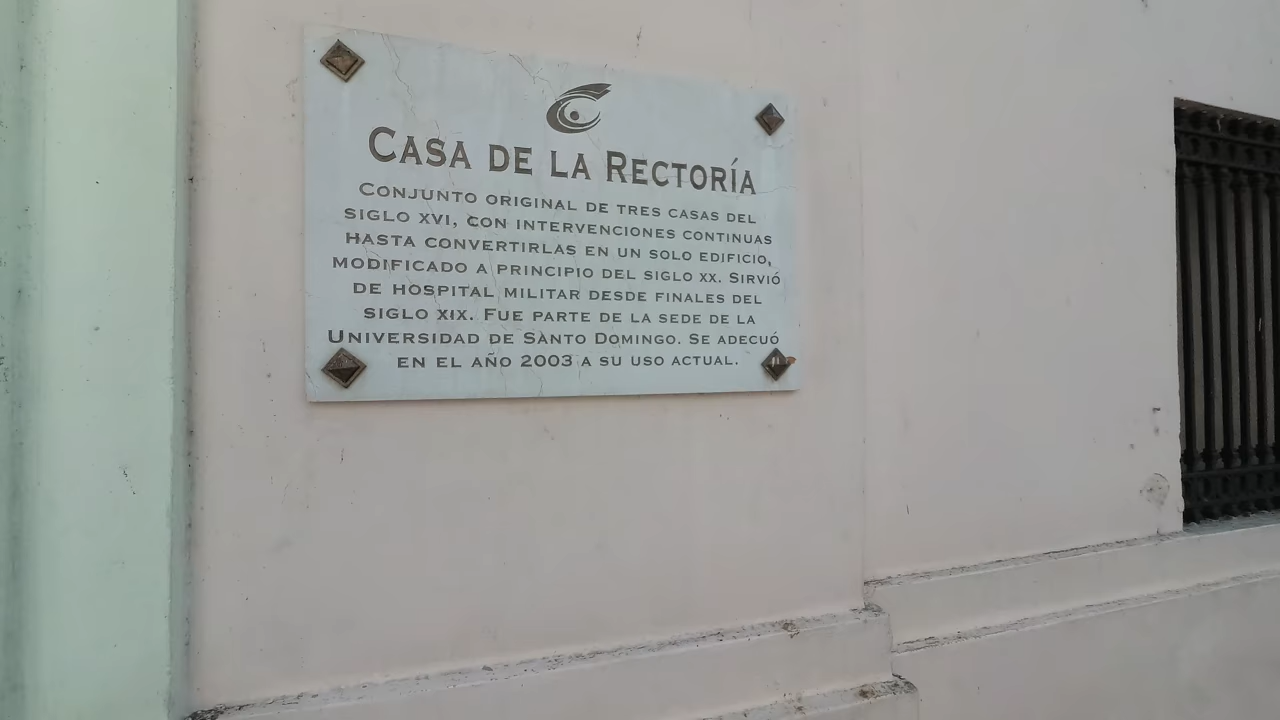 CASA DE LA RECTORÍA
CONJUNTO ORIGINAL DE TRES CASAS DEL
SIGLO XVI, CON INTERVENCIONES CONTINUAS
HASTA CONVERTIRLAS EN UN SOLO EDIFICIO,
MODIFICADO A PRINCIPIO DEL SIGLO XX. SIRVIÓ
DE HOSPITAL MILITAR DESDE FINALES DEL
SIGLO XIX. FUE PARTE DE LA SEDE DE LA
UNIVERSIDAD DE SANTO DOMINGO. SE ADECUÓ
EN EL AÑO 2003 A SU USO ACTUAL.